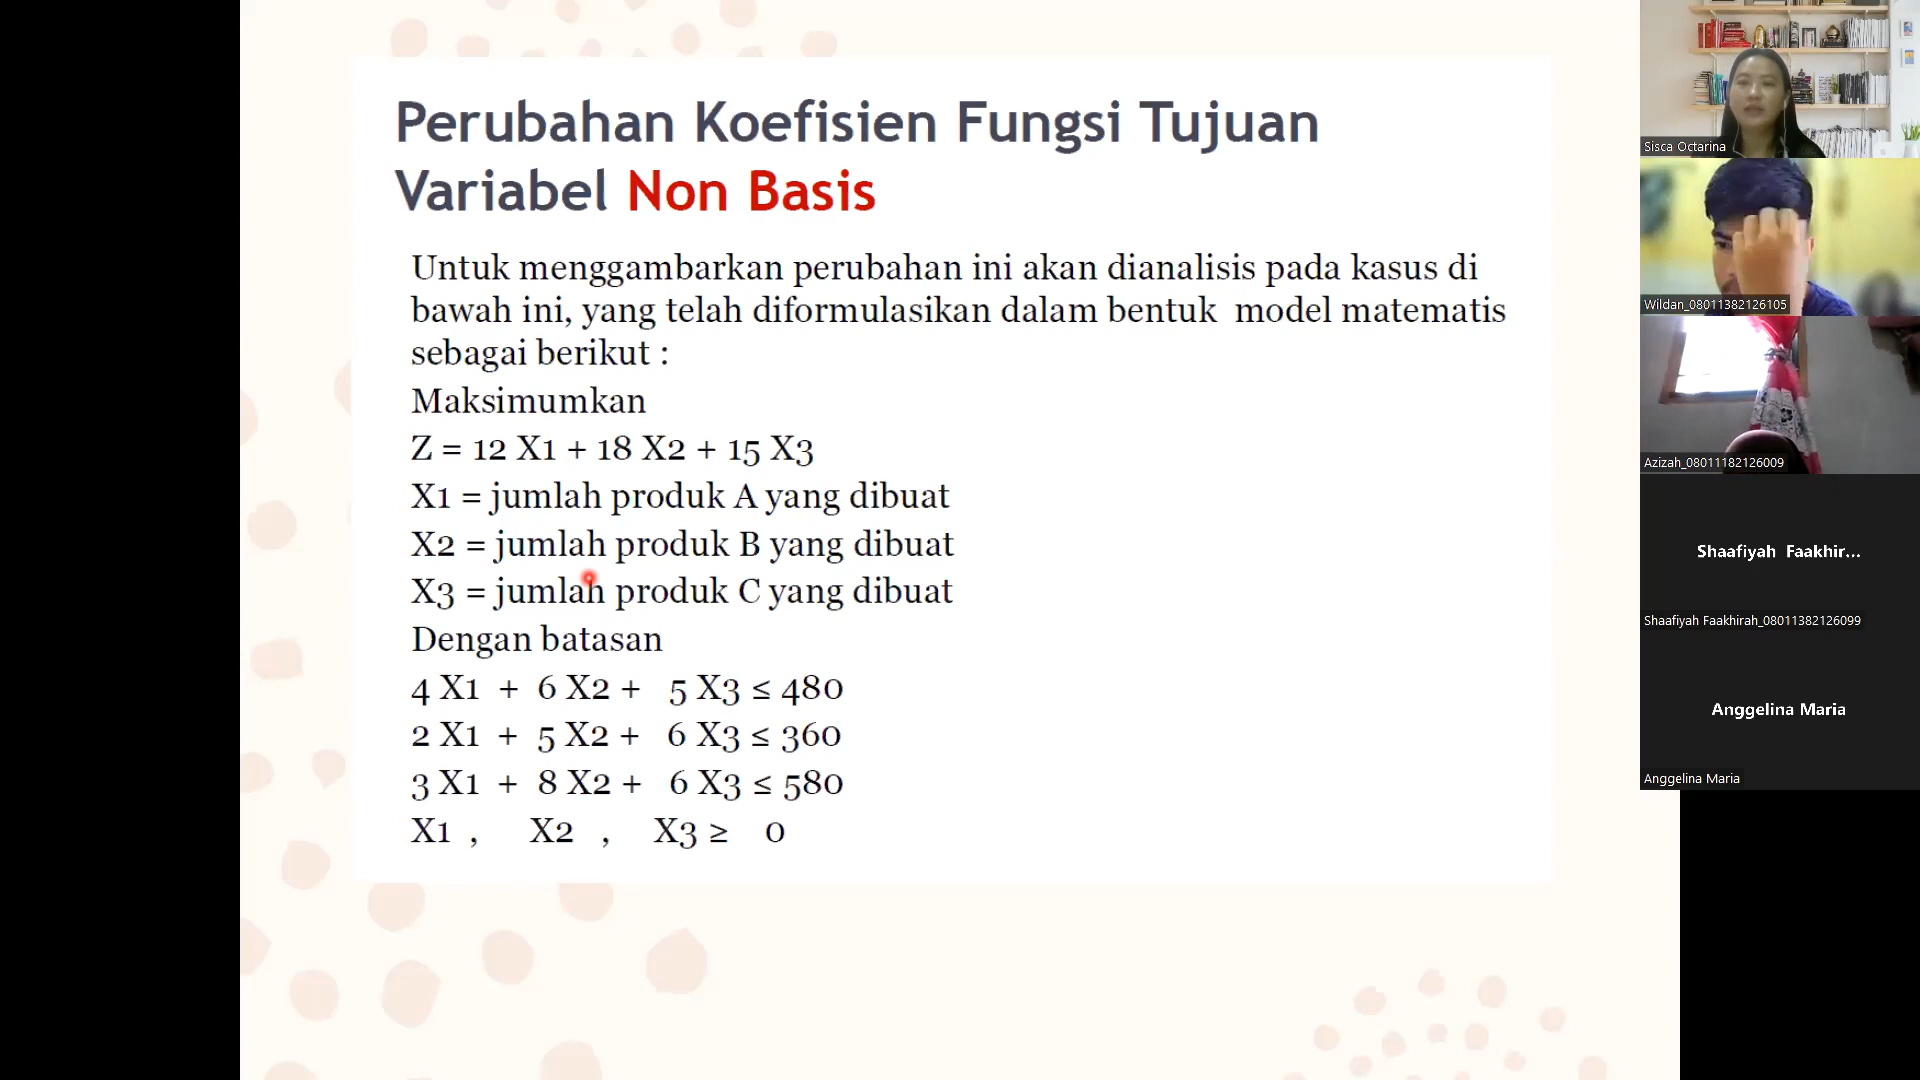 Perubahan Koefisien Fungsi Tujuan
Variabel Non Basis
Untuk menggambarkan perubahan ini akan dianalisis pada kasus di
bawah ini, yang telah diformulasikan dalam bentuk model matematis
sebagai berikut :
Maksimumkan
Z = 12 X1 + 18 X2 + 15 X3
X1 = jumlah produk A yang dibuat
X2 = jumlah produk B yang dibuat
X3 = jumlah produk C yang dibuat
Dengan batasan
4 X1 + 6 X2 + 5 X3 ≤ 480
2 X1 + 5 X2 + 6 X3 ≤ 360
3 X1 + 8 X2 + 6 X3 ≤ 580
X1 , X2 , X3 ≥ 0
Sisca Octarina
Wildan_08011382126105
Azizah_08011182126009
Shaafiyah Faakhir...
Shaafiyah Faakhirah_08011382126099
Anggelina Maria
Anggelina Maria